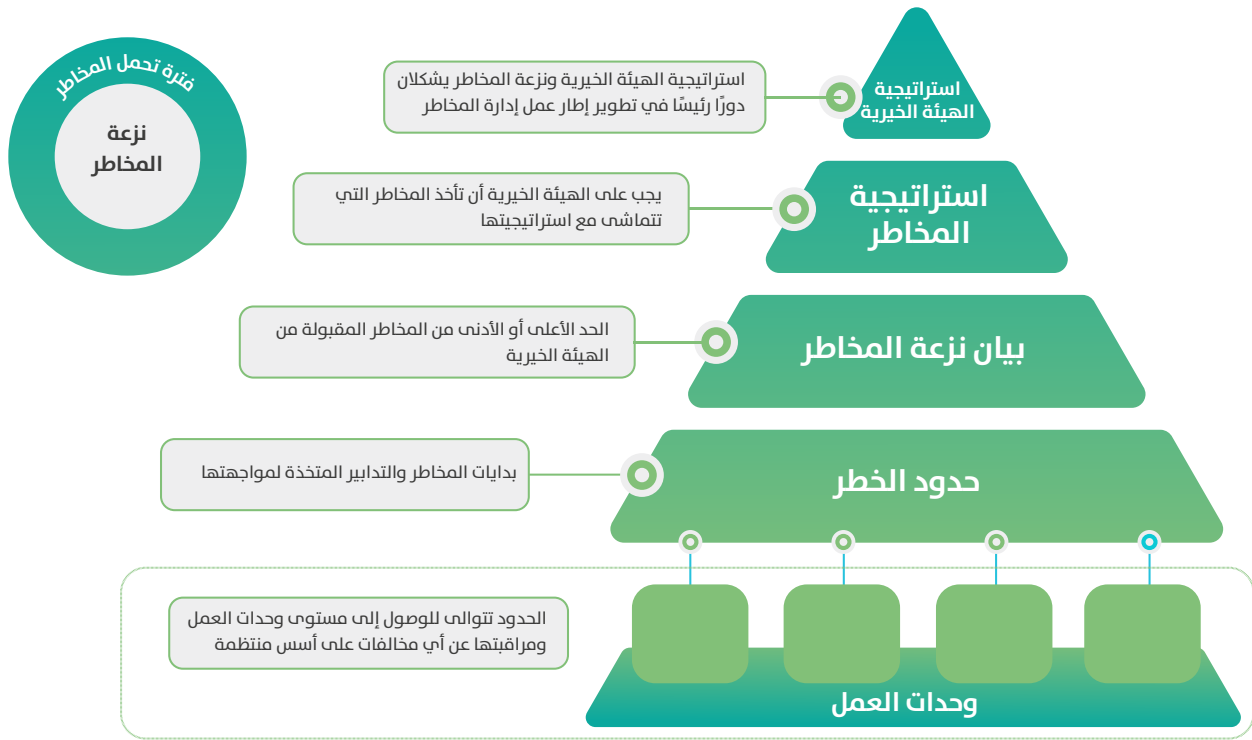 فترة تحمل المخاطر
نزعة
المخاطر
استراتيجية
الهيئة الخيرية
استراتيجية الهيئة الخيرية ونزعة المخاطر يشكلان
دورًا رئيسًا في تطوير إطار عمل إدارة المخاطر
استراتيجية
المخاطر
يجب على الهيئة الخيرية أن تأخذ المخاطر التي
تتماشى مع استراتيجيتها
بيان نزعة المخاطر
الحد الأعلى أو الأدنى من المخاطر المقبولة من
الهيئة الخيرية
حدود الخطر
بدايات المخاطر والتدابير المتخذة لمواجهتها
الحدود تتوالى للوصول إلى مستوى وحدات العمل
ومراقبتها عن أي مخالفات على أسس منتظمة
وحدات العمل